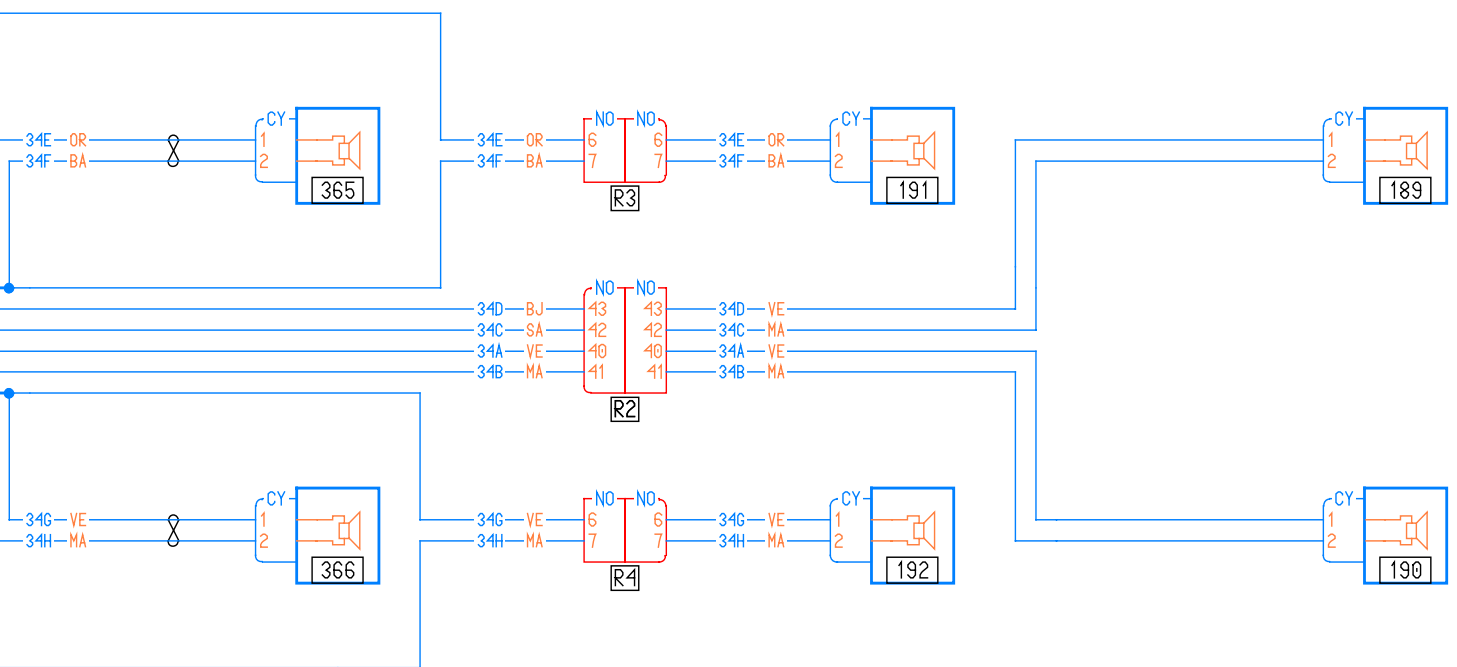 CY NO NO CY CY
34E OR 1 34E OR 6 6 34E OR 1 1
34F BA 2 34F BA 7 7 34F BA 2 2
365 R3 191 189
NO NO
34D BJ 43 43 34D VE
34C SA 42 42 34C MA
34A VE 40 40 34A VE
34B MA 41 41 34B MA
R2
CY NO NO CY CY
34G VE 1 34G VE 6 6 34G VE 1 1
34H MA 2 34H MA 7 7 34H MA 2 2
366 R4 192 190